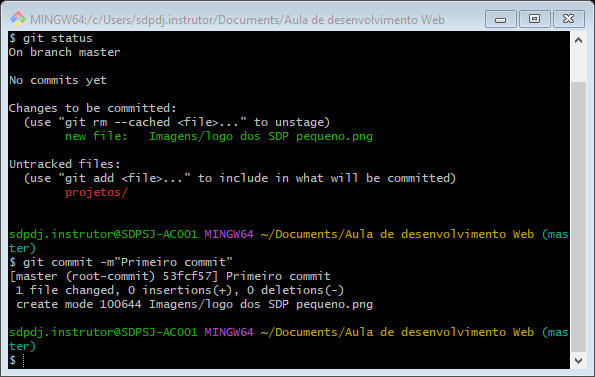 MINGW64:/c/Users/sdpdj.instrutor/Documents/Aula de desenvolvimento Web
$ git status
On branch master
No commits yet
Changes to be committed:
(use "git rm --cached <file>..." to unstage)
new file:   Imagens/logo dos SDP pequeno.png
Untracked files:
(use "git add <file>..." to include in what will be committed)
projetos/
sdpdj.instrutor@SDPSJ-AC001 MINGW64 ~/Documents/Aula de desenvolvimento Web (mas
ter)
$ git commit -m"Primeiro commit"
[master (root-commit) 53fcf57] Primeiro commit
1 file changed, 0 insertions(+), 0 deletions(-)
create mode 100644 Imagens/logo dos SDP pequeno.png
sdpdj.instrutor@SDPSJ-AC001 MINGW64 ~/Documents/Aula de desenvolvimento Web (mas
ter)
$